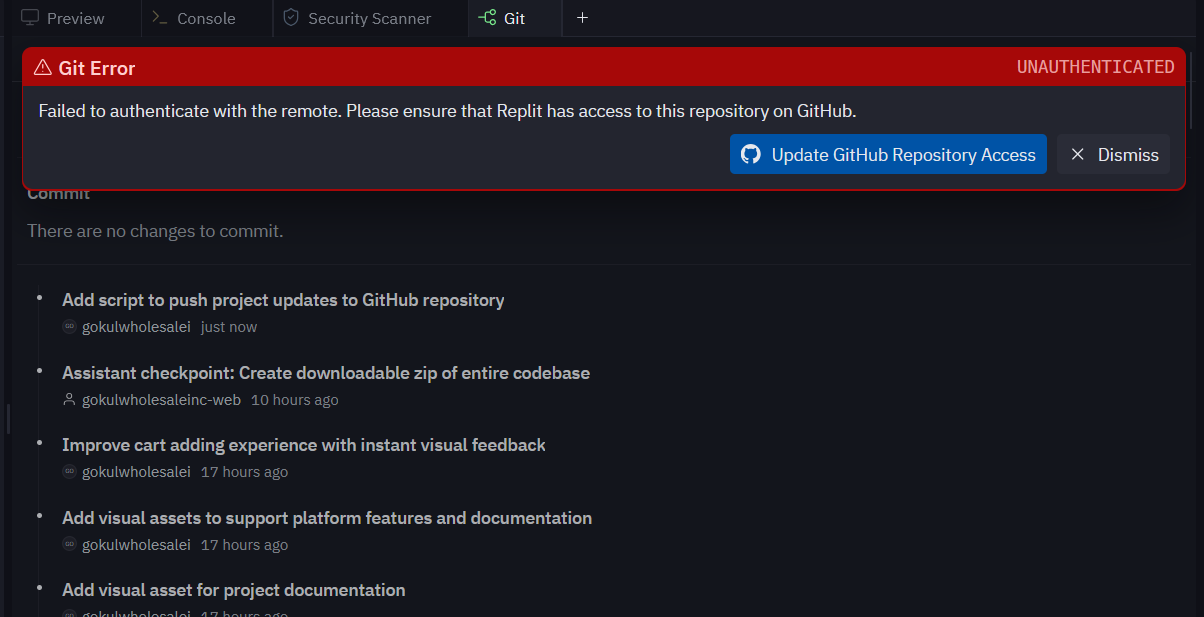 Preview Console Security Scanner Git
Git Error UNAUTHENTICATED
Failed to authenticate with the remote. Please ensure that Replit has access to this repository on GitHub.
Update GitHub Repository Access Dismiss
Commit
There are no changes to commit.
Add script to push project updates to GitHub repository
gokulwholesalei just now
Assistant checkpoint: Create downloadable zip of entire codebase
gokulwholesaleinc-web 10 hours ago
Improve cart adding experience with instant visual feedback
gokulwholesalei 17 hours ago
Add visual assets to support platform features and documentation
gokulwholesalei 17 hours ago
Add visual asset for project documentation
gokulwholesalei 17 hours ago